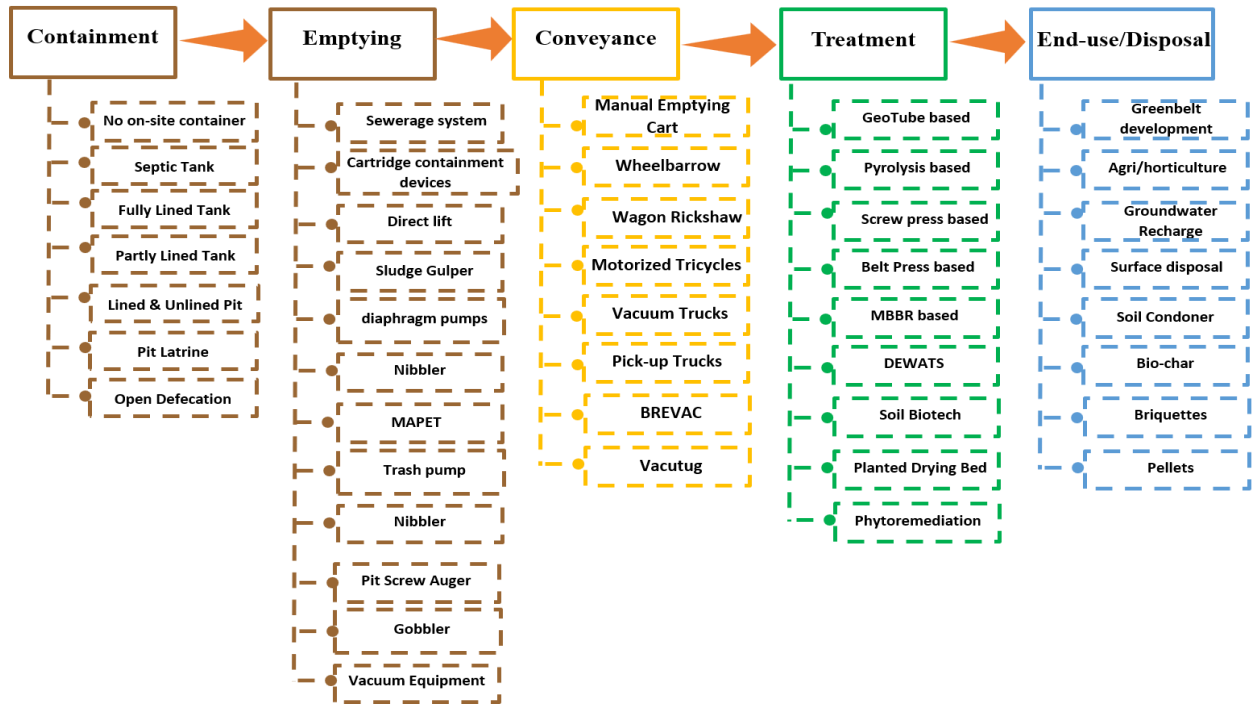 Containment
Emptying
Conveyance
Treatment
End-use/Disposal
No on-site container
Septic Tank
Fully Lined Tank
Partly Lined Tank
Lined & Unlined Pit
Pit Latrine
Open Defecation
Sewerage system
Cartridge containment
devices
Direct lift
Sludge Gulper
diaphragm pumps
Nibbler
MAPET
Trash pump
Nibbler
Pit Screw Auger
Gobbler
Vacuum Equipment
Manual Emptying
Cart
Wheelbarrow
Wagon Rickshaw
Motorized Tricycles
Vacuum Trucks
Pick-up Trucks
BREVAC
Vacutug
GeoTube based
Pyrolysis based
Screw press based
Belt Press based
MBBR based
DEWATS
Soil Biotech
Planted Drying Bed
Phytoremediation
Greenbelt
development
Agri/horticulture
Groundwater
Recharge
Surface disposal
Soil Condoner
Bio-char
Briquettes
Pellets